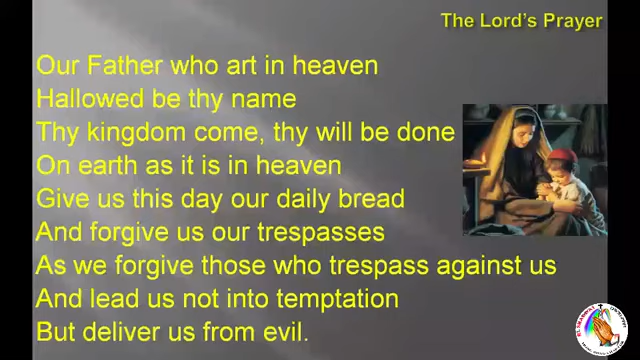 The Lord's Prayer
Our Father who art in heaven
Hallowed be thy name
Thy kingdom come, thy will be done
On earth as it is in heaven
Give us this day our daily bread
And forgive us our trespasses
As we forgive those who trespass against us
And lead us not into temptation
But deliver us from evil.